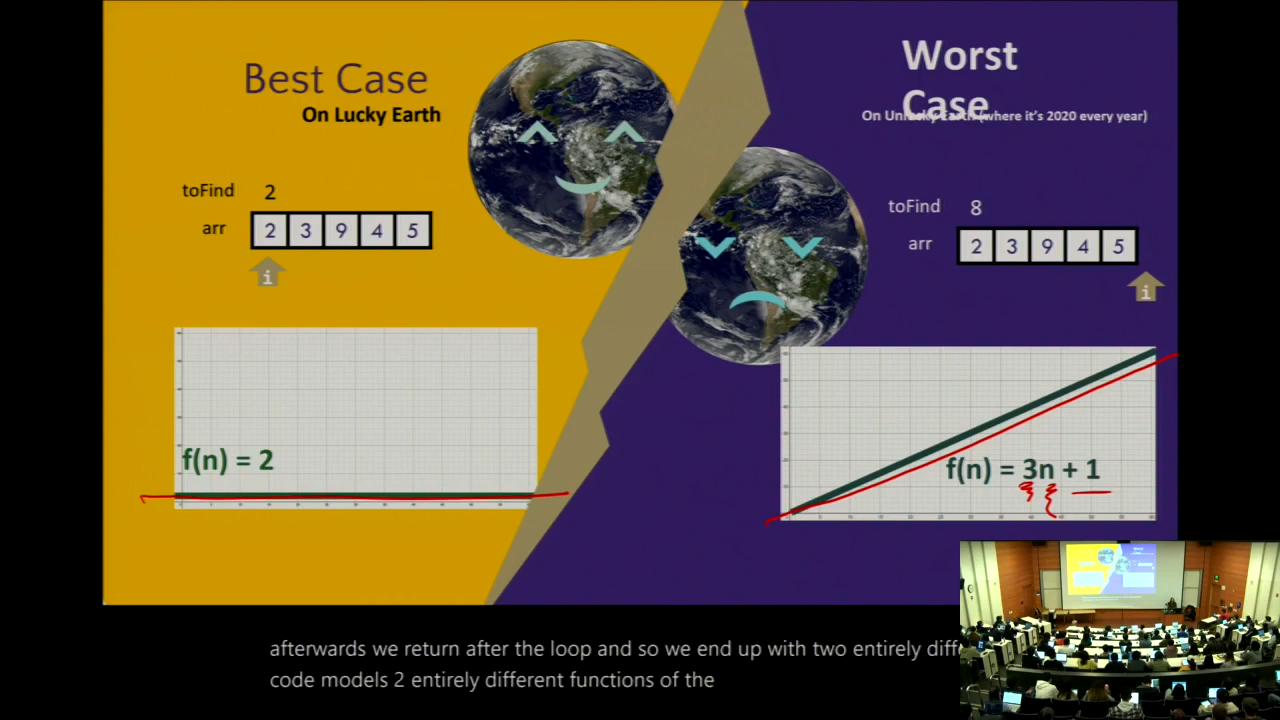 Best Case
On Lucky Earth
toFind 2
arr 2 3 9 4 5
i
f(n) = 2
Worst
Case
On Unlucky Earth (where it's 2020 every year)
toFind 8
arr 2 3 9 4 5
i
f(n) = 3n + 1
afterwards we return after the loop and so we end up with two entirely diff
code models 2 entirely different functions of the